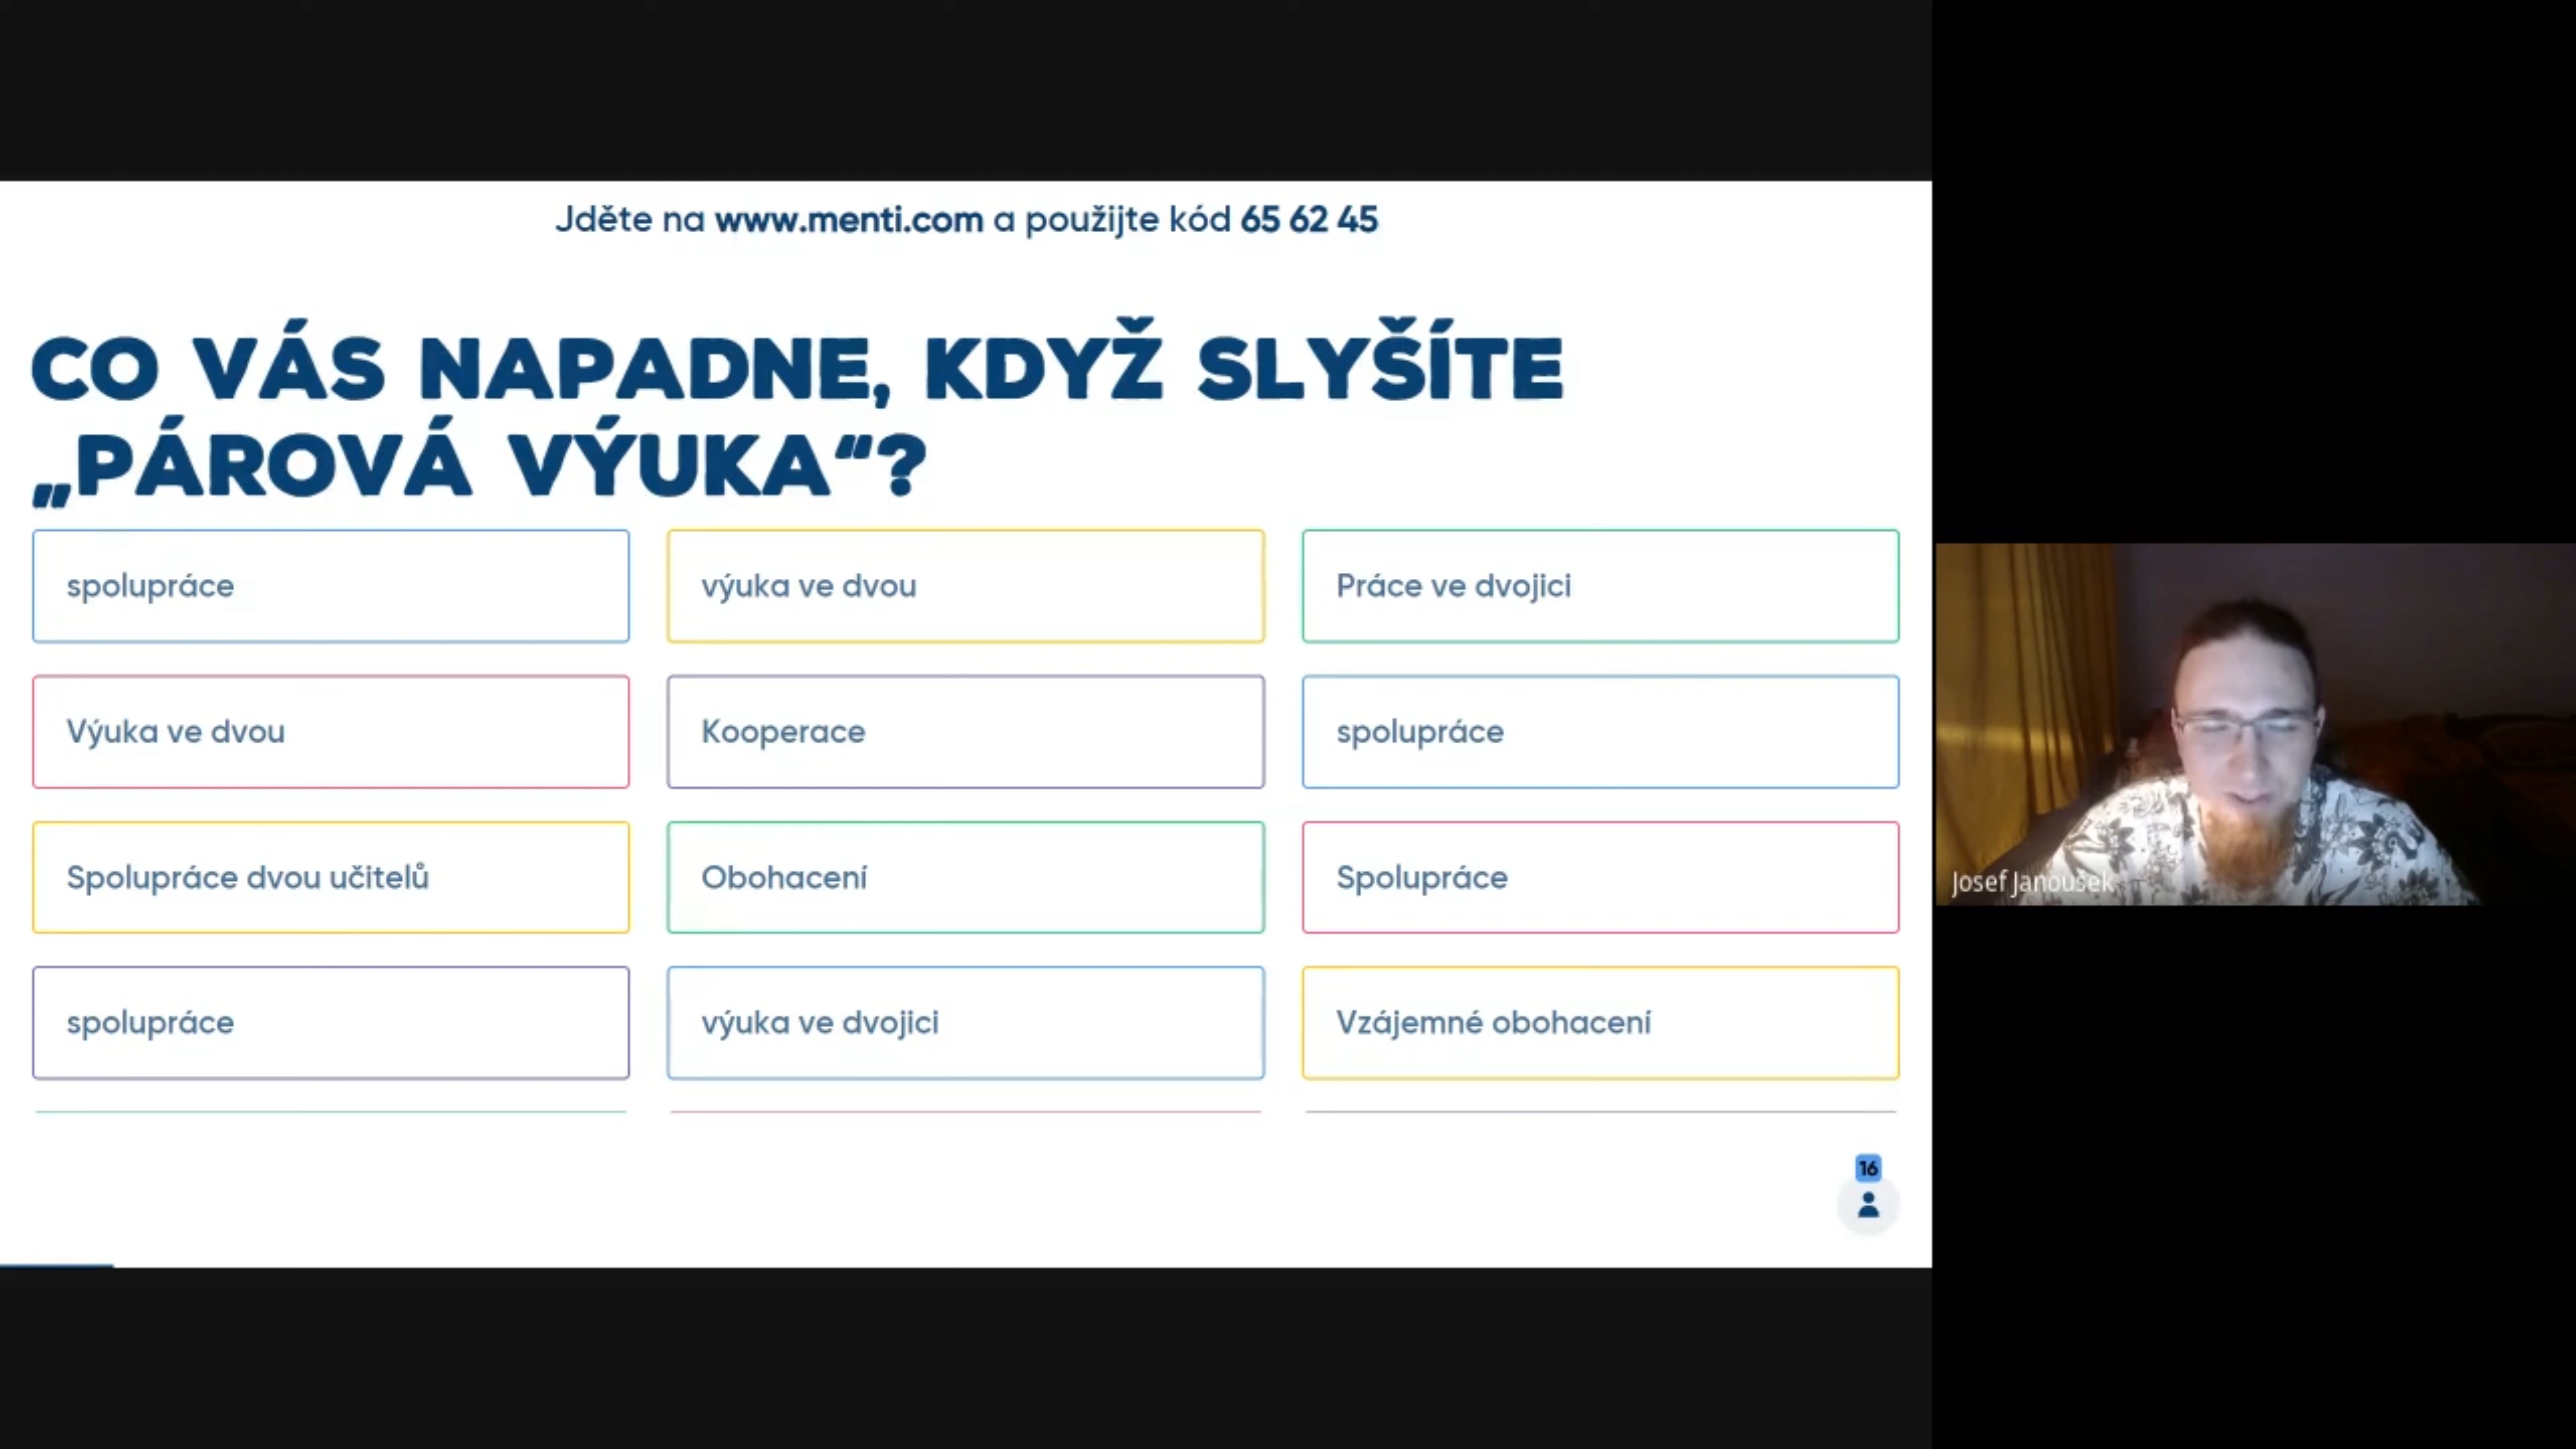 Jděte na www.menti.com a použijte kód 65 62 45
CO VÁS NAPADNE, KDYŽ SLYŠÍTE
„PÁROVÁ VÝUKA“?
spolupráce
výuka ve dvou
Práce ve dvojici
Výuka ve dvou
Kooperace
spolupráce
Spolupráce dvou učitelů
Obohacení
Spolupráce
spolupráce
výuka ve dvojici
Vzájemné obohacení
16
Josef Janousek